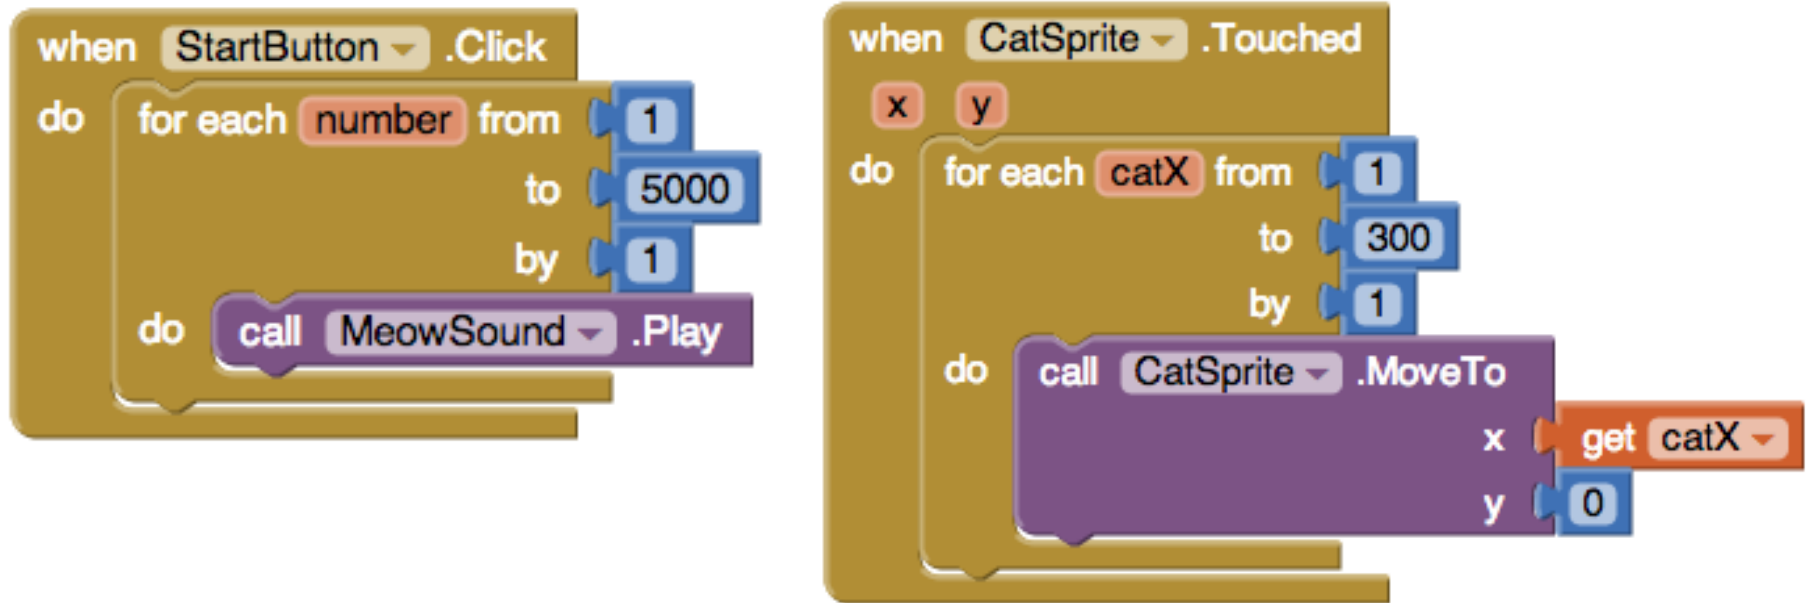 when StartButton .Click
do for each number from 1
to 5000
by 1
do call MeowSound .Play
when CatSprite .Touched
x y
do for each catX from 1
to 300
by 1
do call CatSprite .MoveTo
x get catX
y 0